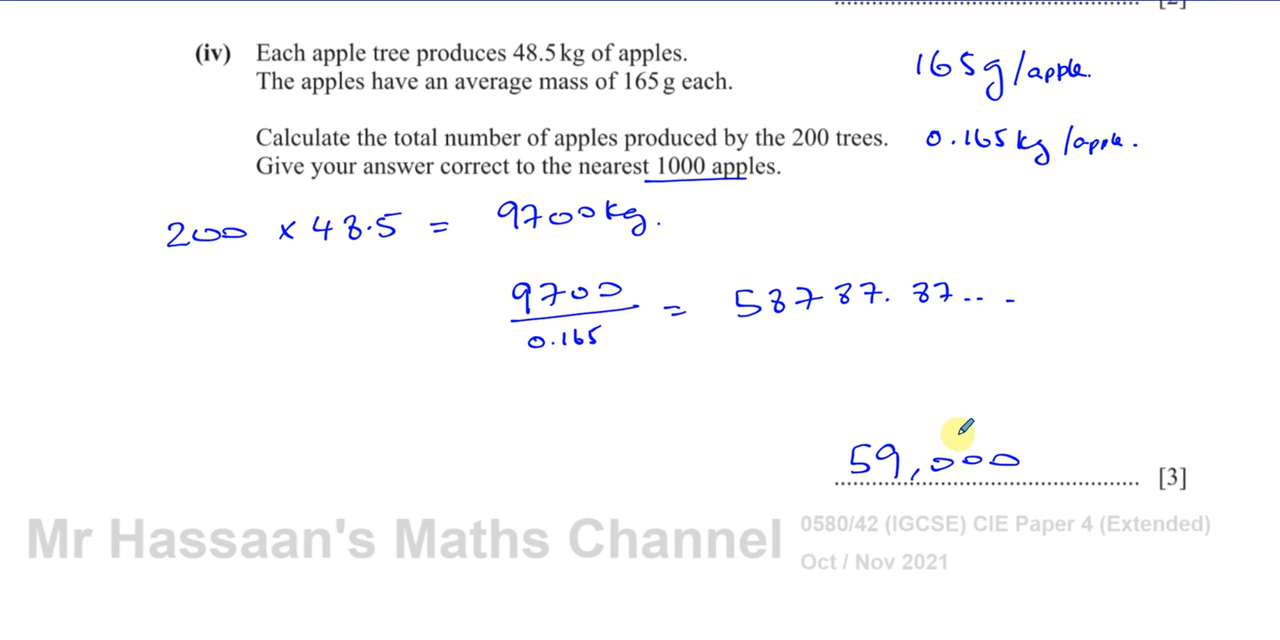 [2]
(iv) Each apple tree produces 48.5 kg of apples.
The apples have an average mass of 165 g each.
165g/apple.
Calculate the total number of apples produced by the 200 trees.
0.165 kg/apple.
Give your answer correct to the nearest 1000 apples.
200 x 48.5 = 9700kg.
9700
0.165
= 58787.87...
59,000 [3]
Mr Hassaan's Maths Channel
0580/42 (IGCSE) CIE Paper 4 (Extended)
Oct / Nov 2021